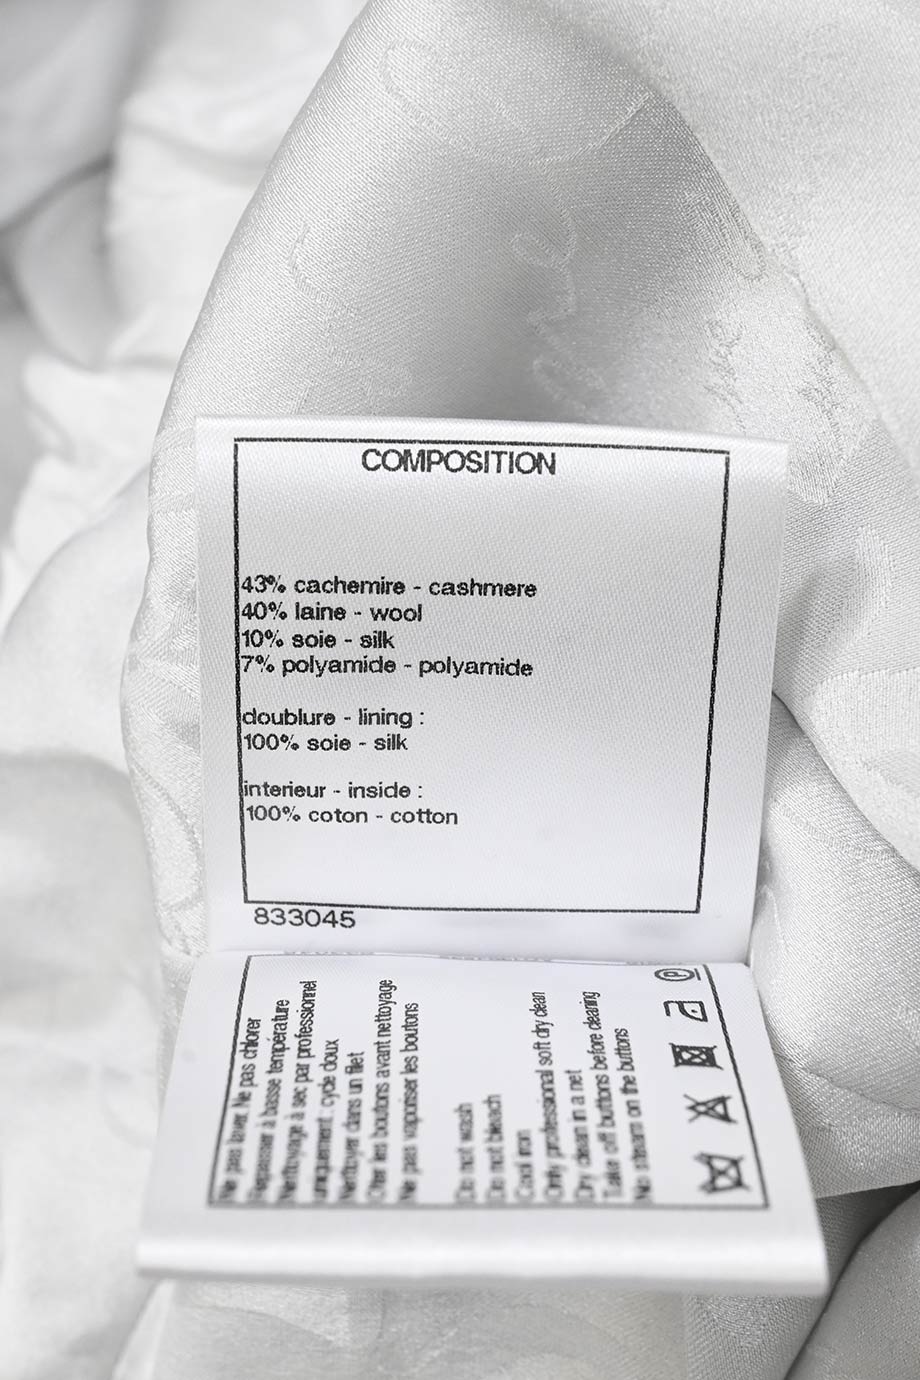 COMPOSITION
43% cachemire - cashmere
40% laine - wool
10% soie - silk
7% polyamide - polyamide
doublure - lining :
100% soie - silk
interieur - inside :
100% coton - cotton
833045
Ne pas laver. Ne pas chlorer
Repasser à basse température
Nettoyage à sec par professionnel
uniquement : cycle doux
Nettoyer dans un filet
Oter les boutons avant nettoyage
Ne pas vaporiser les boutons
Do not wash
Do not bleach
Cool iron
Only professional soft dry clean
Dry clean in a net
Take off buttons before cleaning
No steam on the buttons
P